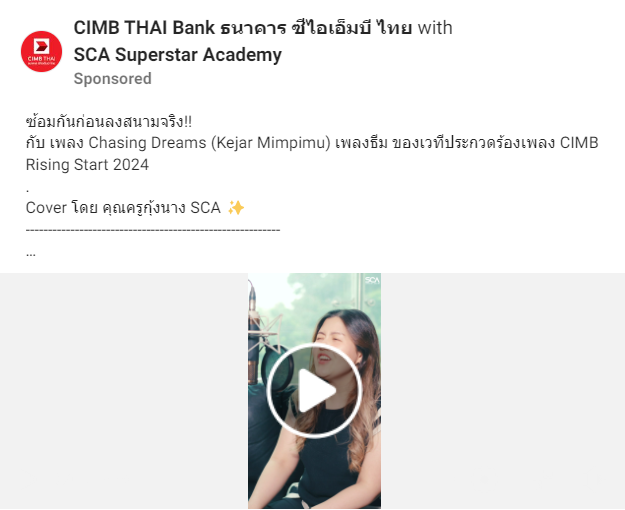 CIMB THAI Bank ธนาคาร ซีไอเอ็มบี ไทย with
SCA Superstar Academy
Sponsored
CIMB THAI
ซ้อมกันก่อนลงสนามจริง!!
กับ เพลง Chasing Dreams (Kejar Mimpimu) เพลงธีม ของเวทีประกวดร้องเพลง CIMB
Rising Start 2024
.
Cover โดย คุณครูกุ้งนาง SCA ✨
----------------------------------------------------------
...
SCA